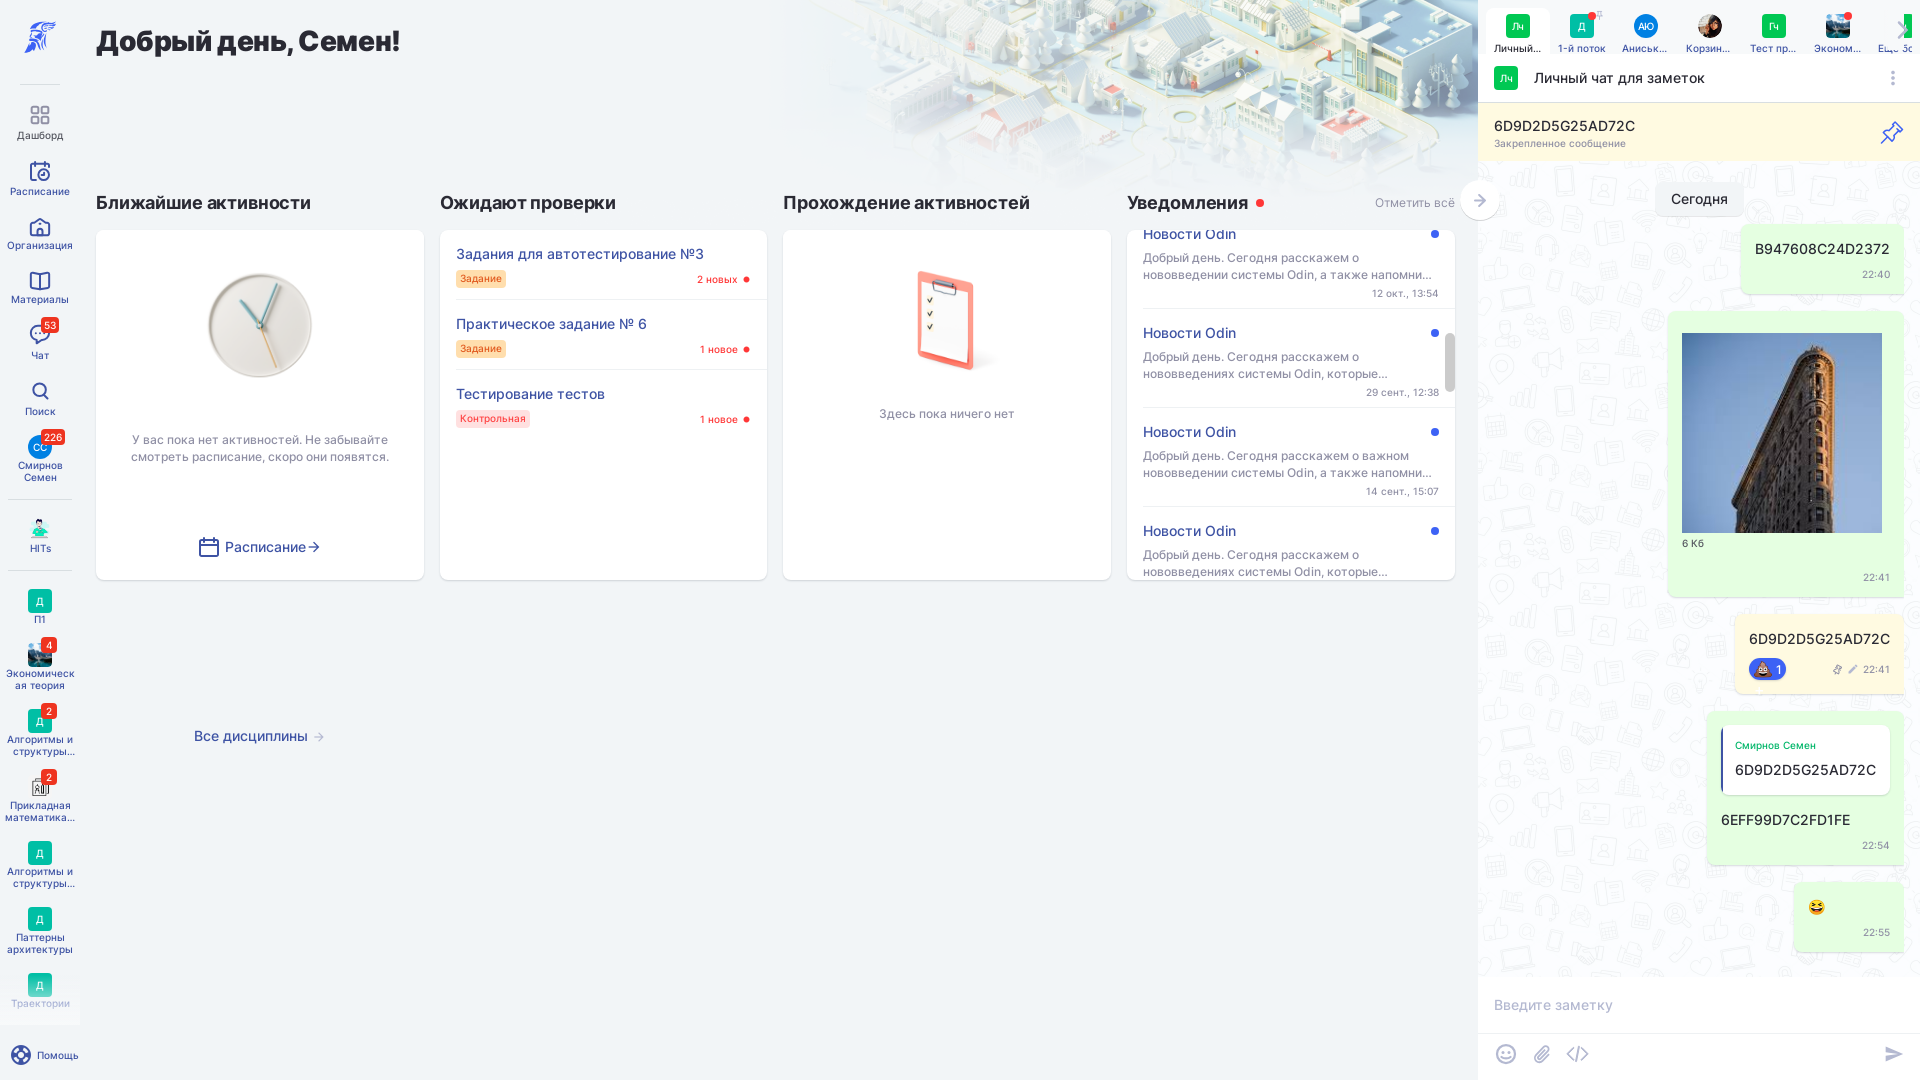 Добрый день, Семен!
Дашборд
Расписание
Организация
Материалы
53
Чат
Поиск
226
СС
Смирнов
Семен
HITs
Д
П1
4
Экономическ
ая теория
2
Д
Алгоритмы и
структуры...
2
Прикладная
математика...
Д
Алгоритмы и
структуры...
Д
Паттерны
архитектуры
Д
Траектории
Помощь
Ближайшие активности
У вас пока нет активностей. Не забывайте
смотреть расписание, скоро они появятся.
Расписание
Ожидают проверки
Задания для автотестирование №3
Задание
2 новых
Практическое задание № 6
Задание
1 новое
Тестирование тестов
Контрольная
1 новое
Прохождение активностей
Здесь пока ничего нет
Уведомления
Отметить всё
Новости Odin
Добрый день. Сегодня расскажем о
нововведении системы Odin, а также напомни...
12 окт., 13:54
Новости Odin
Добрый день. Сегодня расскажем о
нововведениях системы Odin, которые...
29 сент., 12:38
Новости Odin
Добрый день. Сегодня расскажем о важном
нововведении системы Odin, а также напомни...
14 сент., 15:07
Новости Odin
Добрый день. Сегодня расскажем о
нововведениях системы Odin, которые...
Все дисциплины
Лч
Личный...
Д
1-й поток
АЮ
Аниськ...
Корзин...
Гч
Тест пр...
Эконом...
Лч
Личный чат для заметок
6D9D2D5G25AD72C
Закрепленное сообщение
Сегодня
B947608C24D2372
22:40
6 Кб
22:41
6D9D2D5G25AD72C
1
22:41
Смирнов Семен
6D9D2D5G25AD72C
6EFF99D7C2FD1FE
22:54
22:55
Введите заметку